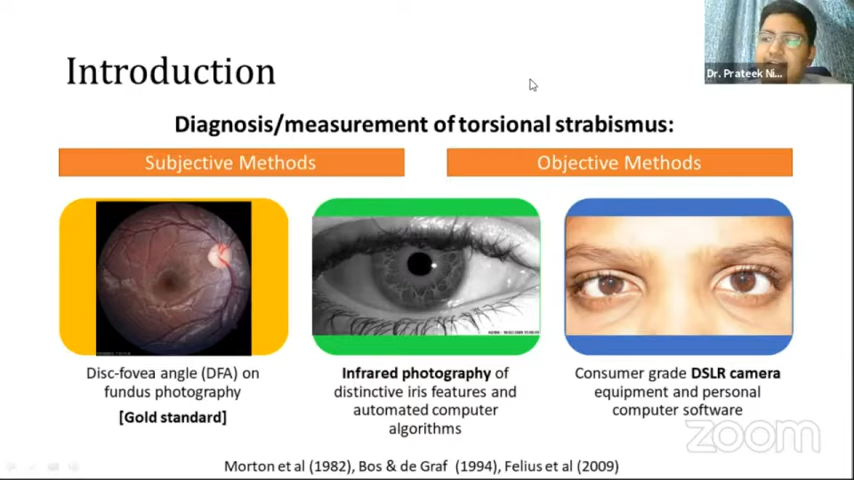 Introduction
Dr. Prateek Ni...
Diagnosis/measurement of torsional strabismus:
Subjective Methods
Objective Methods
Disc-fovea angle (DFA) on
fundus photography
[Gold standard]
Infrared photography of
distinctive iris features and
automated computer
algorithms
Consumer grade DSLR camera
equipment and personal
computer software
zoom
Morton et al (1982), Bos & de Graf (1994), Felius et al (2009)